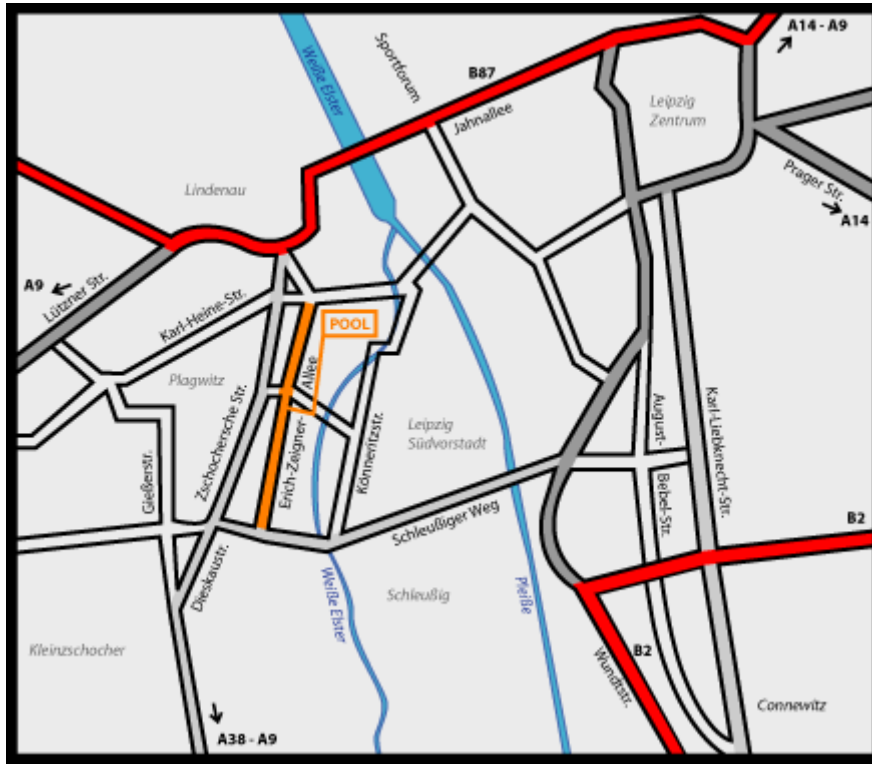 A14 - A9
Sportforum
Weiße Elster
B87
Jahnallee
Leipzig
Zentrum
Prager Str.
A14
Lindenau
A9
Lützner Str.
Karl-Heine-Str.
POOL
Plagwitz
Allee
Erich-Zeigner-
Zschochersche Str.
Gießerstr.
Könneritzstr.
Leipzig
Südvorstadt
August-
Bebel-Str.
Karl-Liebknecht-Str.
Schleußiger Weg
B2
Dieskaustr.
Weiße Elster
Schleußig
Pleiße
Kleinzschocher
B2
Wundtstr.
Connewitz
A38 - A9